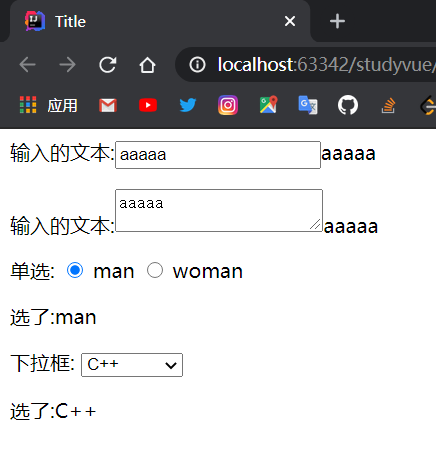 Title
localhost:63342/studyvue/
应用
输入的文本:aaaaa aaaaa
输入的文本:aaaaa aaaaa
单选: man woman
选了:man
下拉框: C++
选了:C++